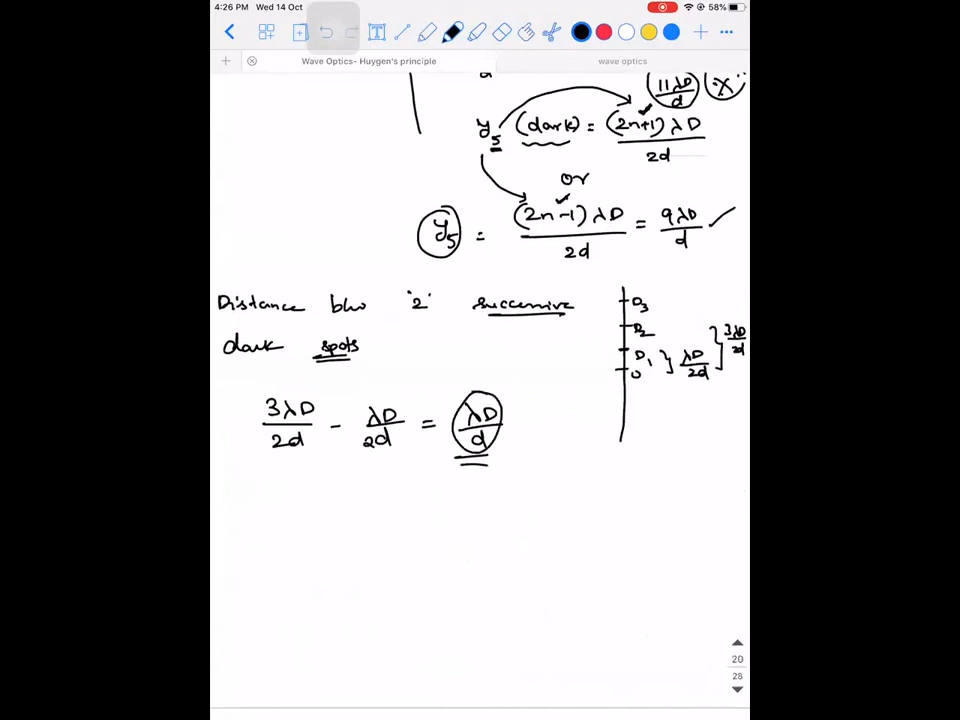 4:26 PM Wed 14 Oct 58%
Wave Optics- Huygen's principle wave optics
d 11λD/d X
y5 (dark) = (2n+1) λD / 2d
or
y5 = (2n-1) λD / 2d = 9λD/d
Distance b/w '2' successive
dark spots
D3
D2
D1 } λD/2d } 3λD/2d
O
3λD/2d - λD/2d = λD/d
20
28